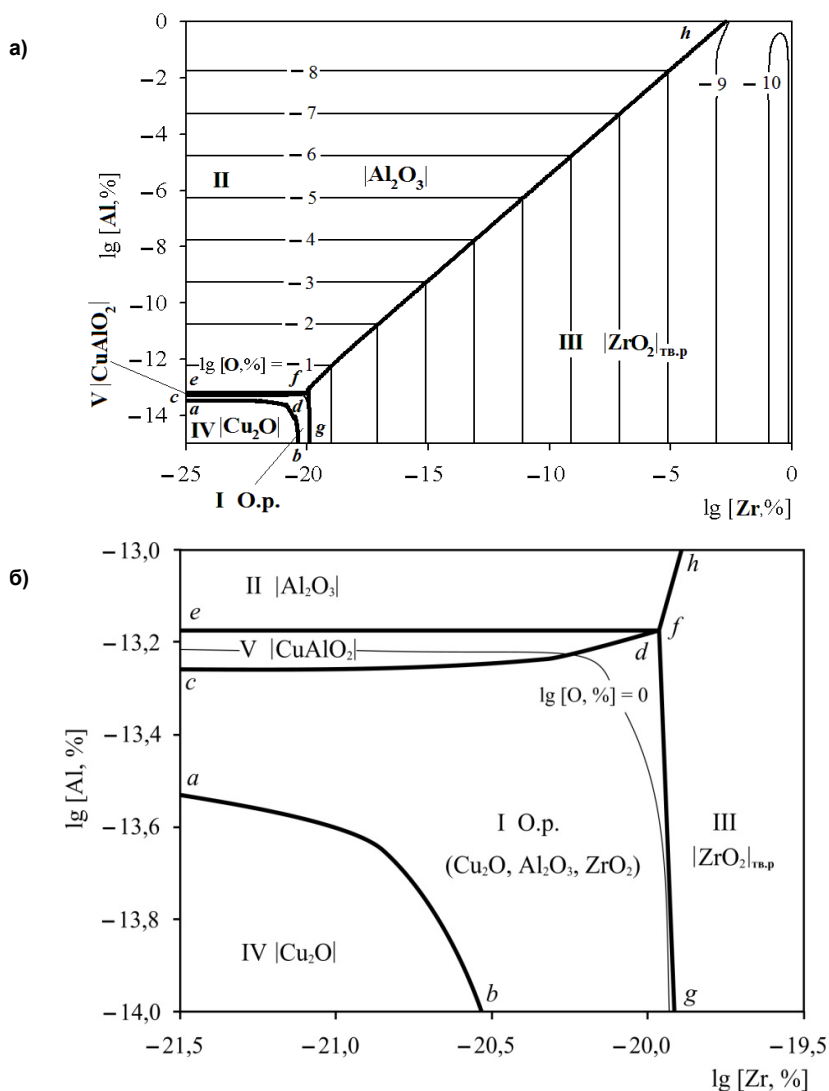 а)
0
−2
−4
−6
−8
−10
−12
−14
lg [Al,%]
V |CuAlO₂|
h
−8
−9
−10
−7
−6
II
|Al₂O₃|
−5
−4
−3
−2
III |ZrO₂|тв.р
lg [O,%] = −1
e
f
c
a
d
IV |Cu₂O|
g
b
−25
−20
−15
−10
−5
0
I О.р.
lg [Zr,%]
б)
−13,0
−13,2
−13,4
−13,6
−13,8
−14,0
lg [Al, %]
II |Al₂O₃|
h
e
f
V |CuAlO₂|
d
c
lg [O, %] = 0
a
I О.р.
III
(Cu₂O, Al₂O₃, ZrO₂)
|ZrO₂|тв.р
IV |Cu₂O|
b
g
−21,5
−21,0
−20,5
−20,0
−19,5
lg [Zr, %]